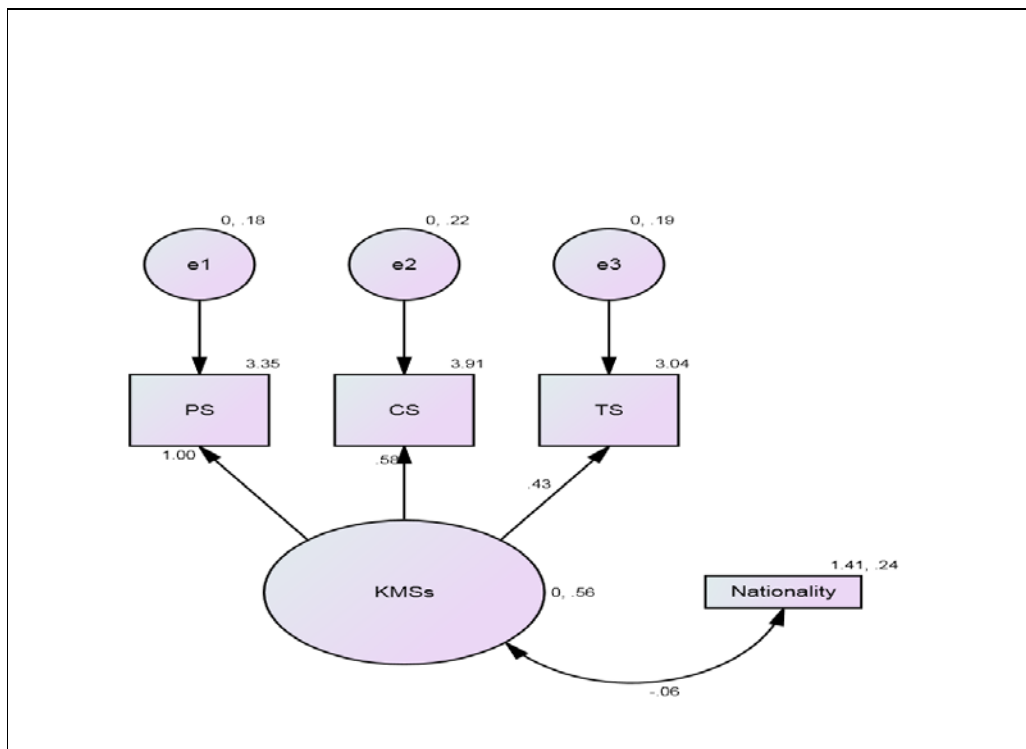 0, .18
0, .22
0, .19
e1
e2
e3
3.35
3.91
3.04
PS
CS
TS
1.00
.58
.43
KMSs
0, .56
1.41, .24
Nationality
-.06